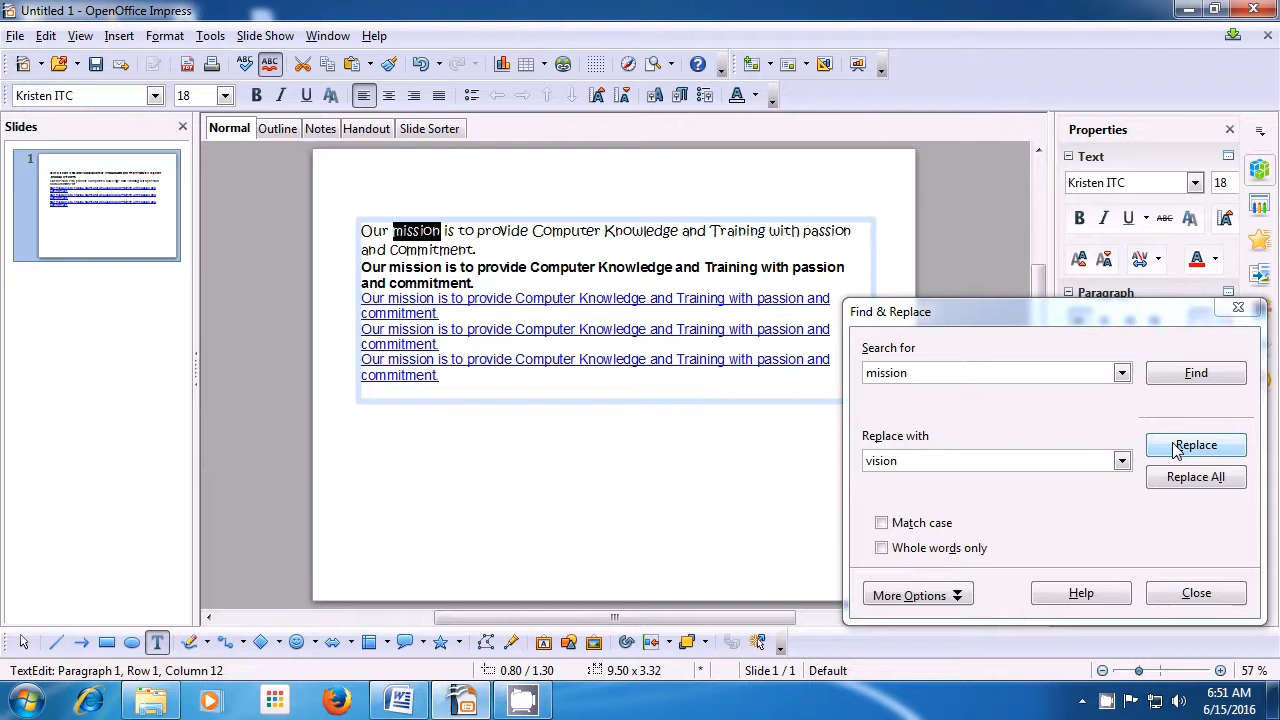 Untitled 1 - OpenOffice Impress
File Edit View Insert Format Tools Slide Show Window Help
Kristen ITC 18
Slides
Normal Outline Notes Handout Slide Sorter
Properties
Text
Kristen ITC 18
Paragraph
1
Our mission is to provide Computer Knowledge and Training with passion
and Commitment.
Our mission is to provide Computer Knowledge and Training with passion
and commitment.
Our mission is to provide Computer Knowledge and Training with passion and
commitment.
Our mission is to provide Computer Knowledge and Training with passion and
commitment.
Our mission is to provide Computer Knowledge and Training with passion and
commitment.
Find & Replace
Search for
mission Find
Replace with
Replace
vision
Replace All
Match case
Whole words only
More Options Help Close
TextEdit: Paragraph 1, Row 1, Column 12 0.80 / 1.30 9.50 x 3.32 * Slide 1 / 1 Default 57 %
6:51 AM
6/15/2016